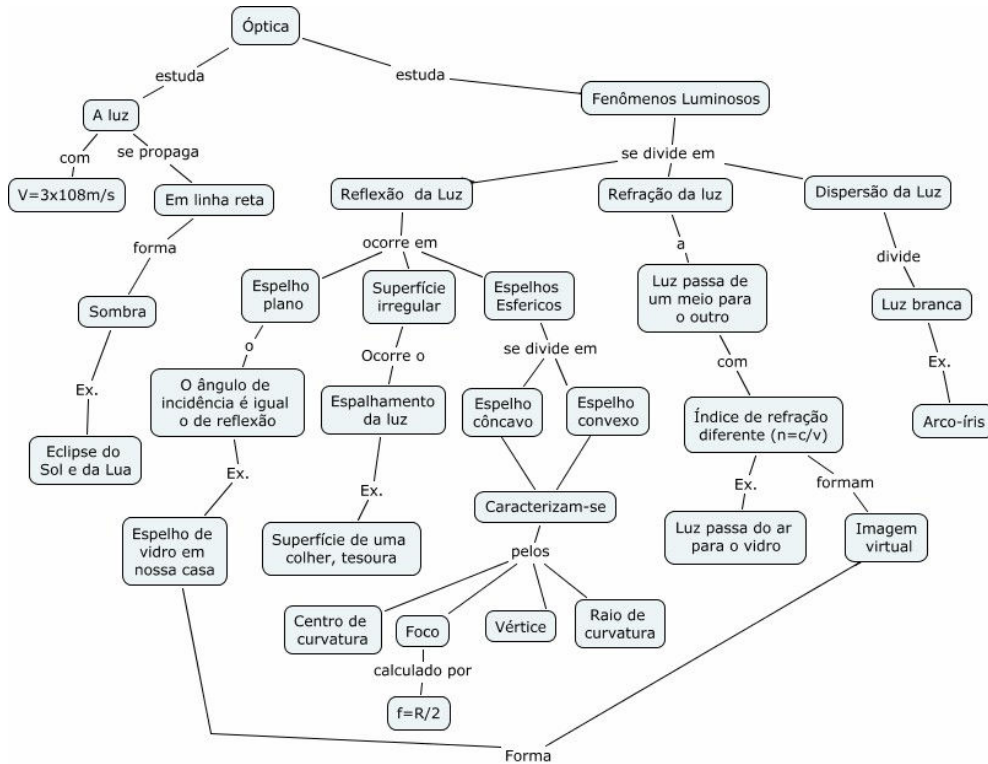 Óptica
estuda
estuda
A luz
Fenômenos Luminosos
com
se propaga
se divide em
V=3x108m/s
Em linha reta
Reflexão da Luz
Refração da luz
Dispersão da Luz
forma
ocorre em
a
divide
Sombra
Espelho
plano
Superfície
irregular
Espelhos
Esfericos
Luz passa de
um meio para
o outro
Luz branca
o
Ocorre o
se divide em
com
Ex.
Ex.
O ângulo de
incidência é igual
o de reflexão
Espalhamento
da luz
Espelho
côncavo
Espelho
convexo
Índice de refração
diferente (n=c/v)
Arco-íris
Eclipse do
Sol e da Lua
Ex.
Ex.
Ex.
formam
Caracterizam-se
Espelho de
vidro em
nossa casa
Superfície de uma
colher, tesoura
Luz passa do ar
para o vidro
Imagem
virtual
pelos
Centro de
curvatura
Foco
Vértice
Raio de
curvatura
calculado por
f=R/2
Forma